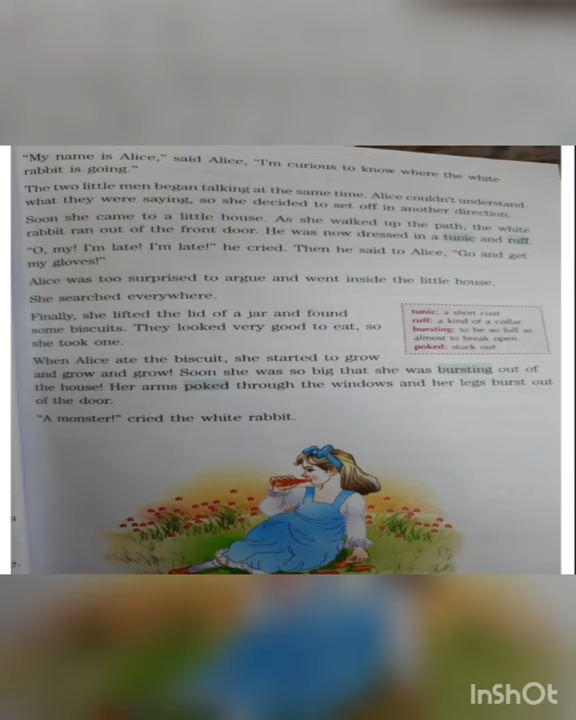 "My name is Alice," said Alice, "I'm curious to know where the white
rabbit is going."
The two little men began talking at the same time. Alice couldn't understand
what they were saying, so she decided to set off in another direction.
Soon she came to a little house. As she walked up the path, the white
rabbit ran out of the front door. He was now dressed in a tunic and ruff.
"O, my! I'm late! I'm late!" he cried. Then he said to Alice, "Go and get
my gloves!"
Alice was too surprised to argue and went inside the little house.
She searched everywhere.
Finally, she lifted the lid of a jar and found
some biscuits. They looked very good to eat, so
she took one.
tunic: a short coat
ruff: a kind of a collar
bursting: to be so full as
almost to break open
poked: stuck out
When Alice ate the biscuit, she started to grow
and grow and grow! Soon she was so big that she was bursting out of
the house! Her arms poked through the windows and her legs burst out
of the door.
"A monster!" cried the white rabbit.
InShOt